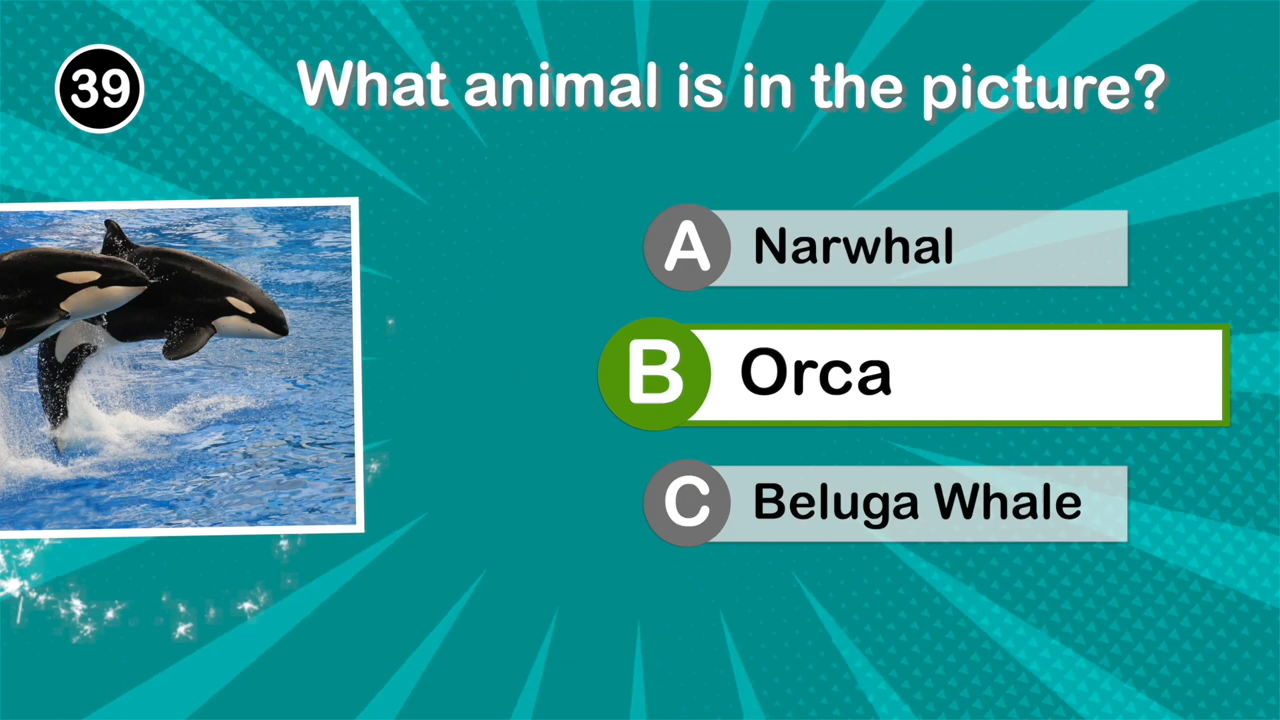 39
What animal is in the picture?
A Narwhal
B Orca
C Beluga Whale